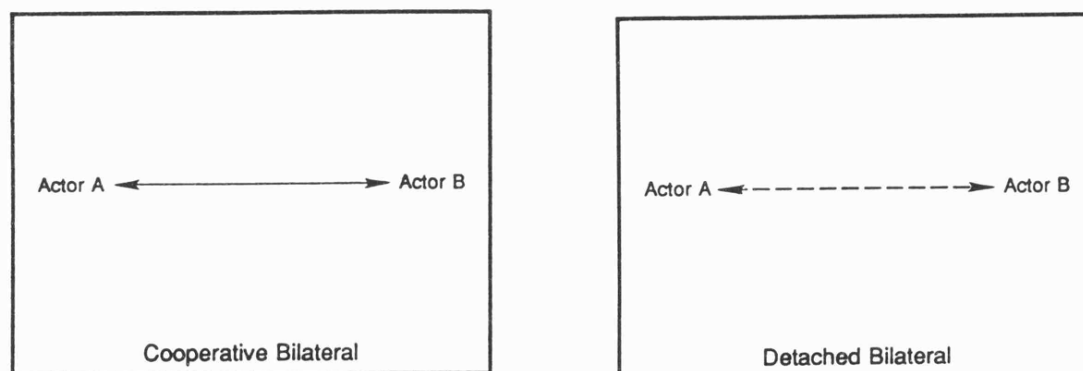 Actor A
Actor B
Cooperative Bilateral
Actor A
Actor B
Detached Bilateral